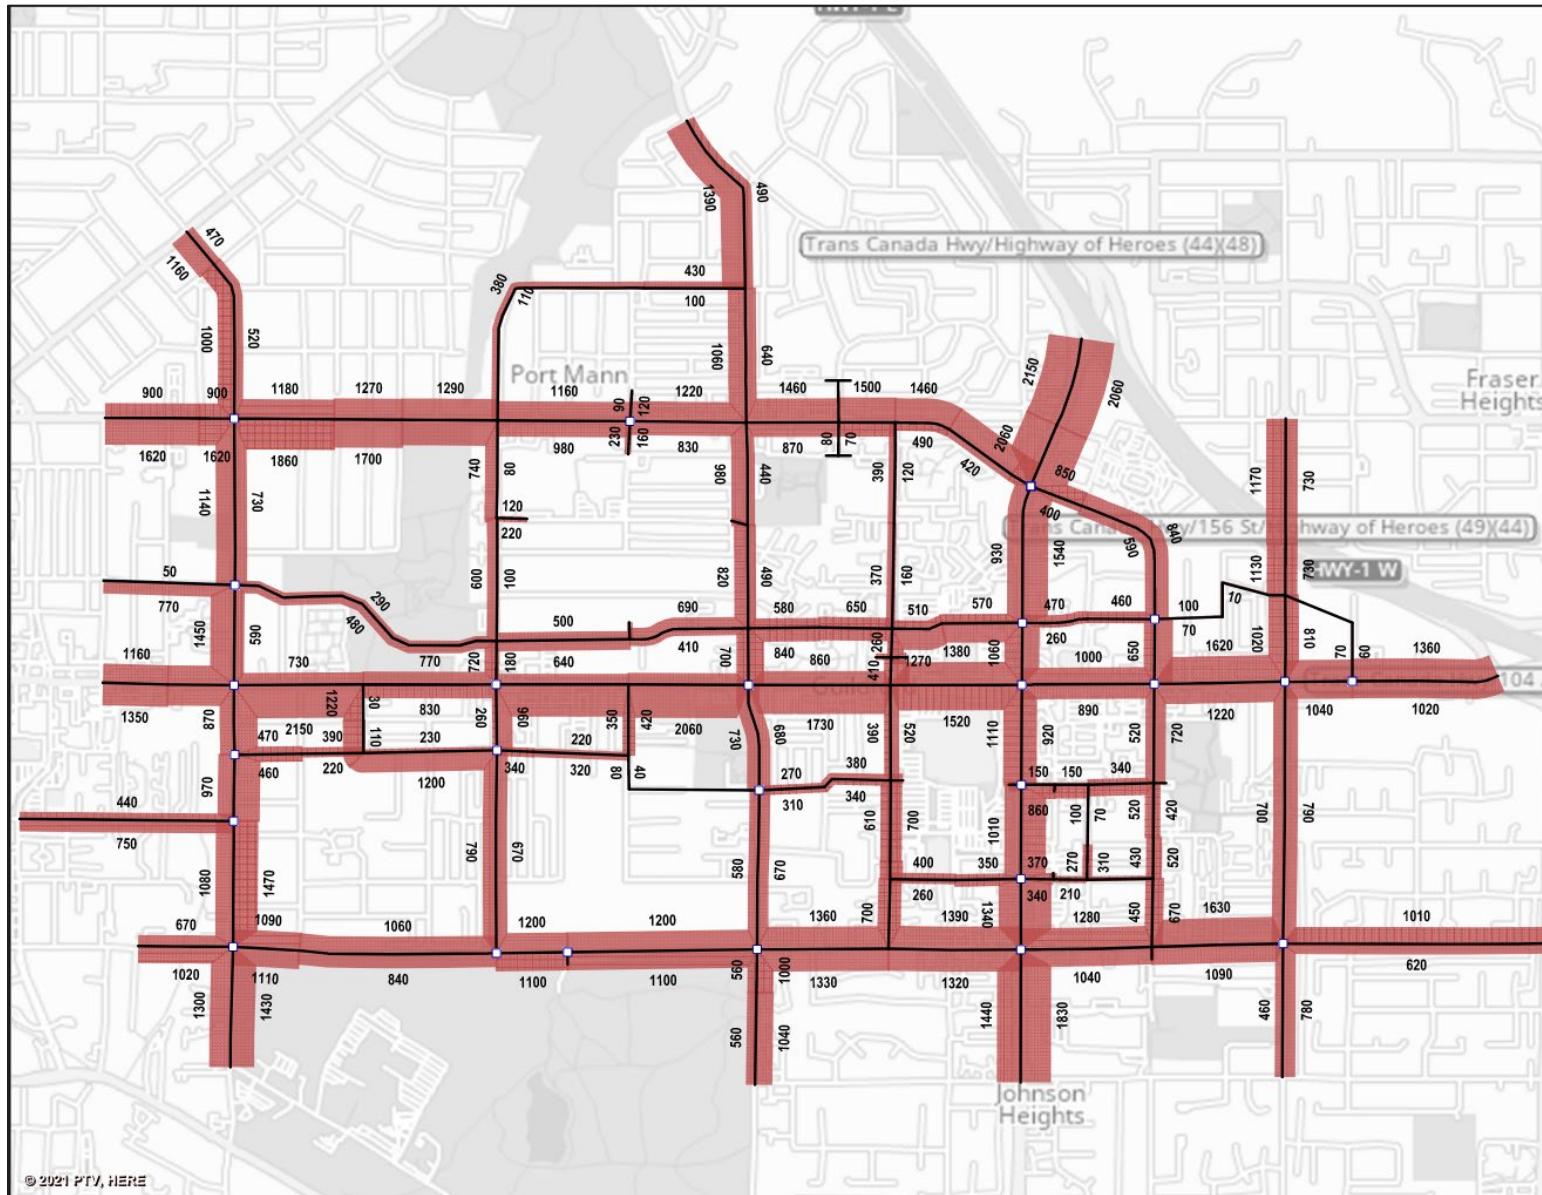 490
1390
470
1160
Trans Canada Hwy/Highway of Heroes (44)(48)
430
380
110
100
1000
520
1060
640
2150
2060
Port Mann
Fraser
Heights
900 900 1180 1270 1290 1160 1220 1460 1500 1460
90 120
230 160
80 70
490
2060
1620 1620 1860 1700 980 830 870 420 850
1140 730 740 80 980 440 390 120 400 1170 730
120
220
Trans Canada Hwy/156 St/Highway of Heroes (49)(44)
930 1540 590 840
HWY-1 W
50
770
290
480
600 100 820 490 370 160 1130 730
10
1450 590 500 690 580 650 510 570 470 460 100 70 1020 810
1160 730 770 720 180 640 410 700 840 860 260 410 1270 1380 1060 260 1000 650 1620 70 60 1360
Guildford
104
1350 870 1220 30 830 260 960 350 420 2060 1730 1520 890 1220 1040 1020
470 2150 390 110 230 220 730 680 390 520 1110 920 520 720
460 220 1200 340 320 80 40 270 380 150 150 340
970 310 340
440
750
790 670 610 700 1010 860 100 70 520 420 700 790
1080 1470 580 670 400 350 370 270 310 430 520
260 340 210
670 1090 1060 1200 1200 1360 700 1390 1340 1280 450 670 1630 1010
1020 1110 840 1100 1100 560 1000 1330 1320 1040 1090 620
1300 1430 590 1040 1440 1830 460 780
Johnson
Heights
© 2021 PTV, HERE